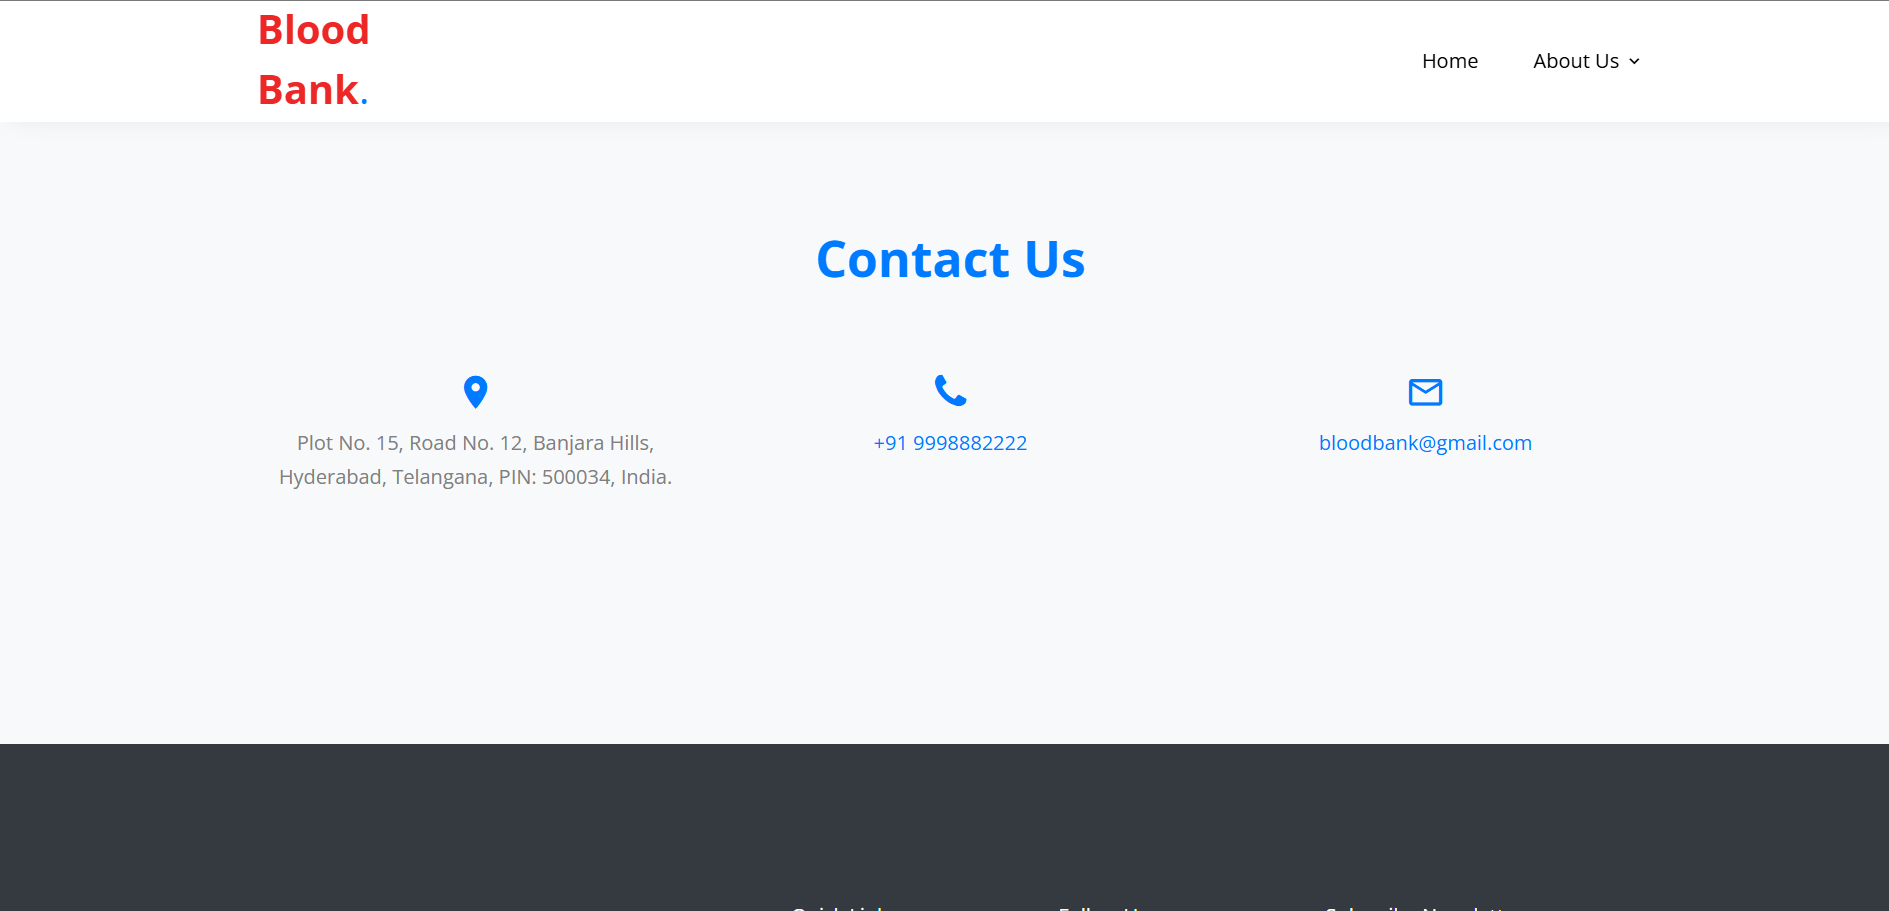 Blood
Bank.
Home
About Us
Contact Us
Plot No. 15, Road No. 12, Banjara Hills,
Hyderabad, Telangana, PIN: 500034, India.
+91 9998882222
bloodbank@gmail.com